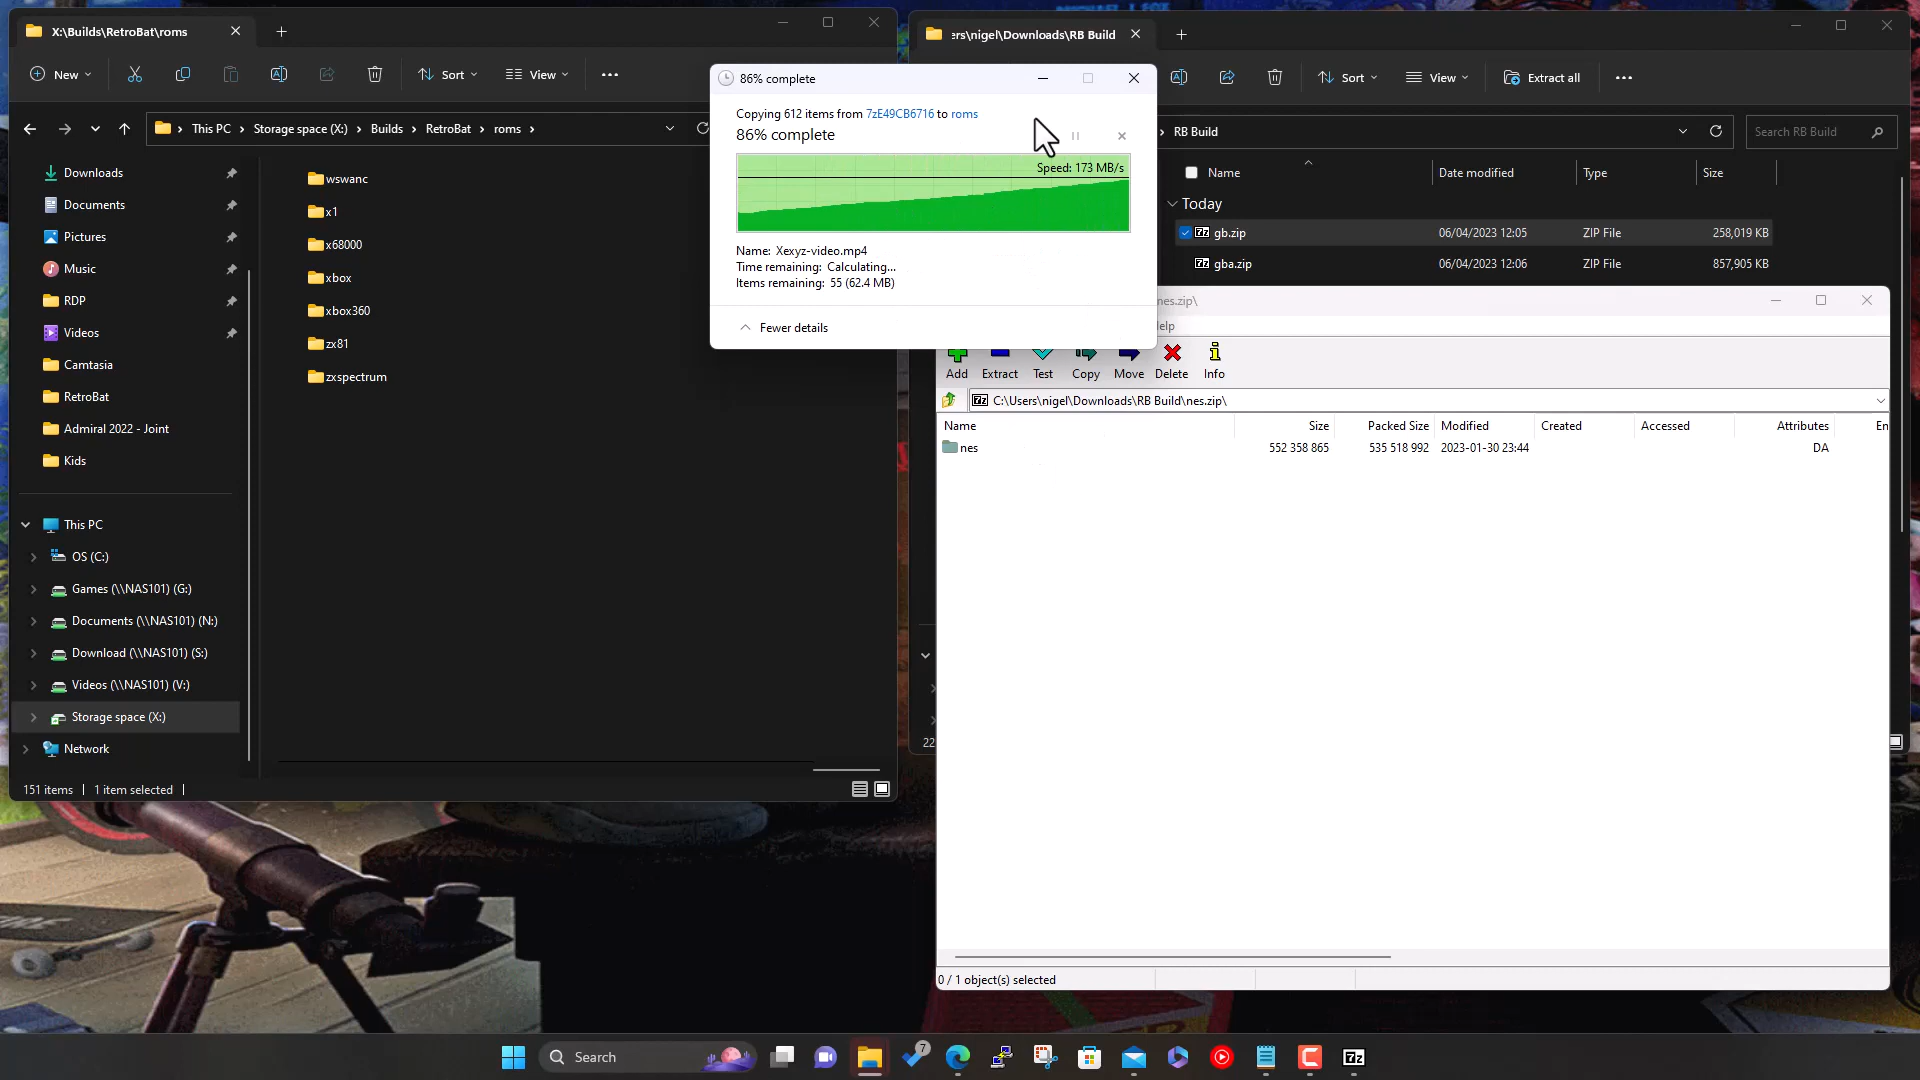 X:\Builds\RetroBat\roms
New
Sort
View
This PC > Storage space (X:) > Builds > RetroBat > roms >
Downloads
Documents
Pictures
Music
RDP
Videos
Camtasia
RetroBat
Admiral 2022 - Joint
Kids
This PC
OS (C:)
Games (\\NAS101) (G:)
Documents (\\NAS101) (N:)
Download (\\NAS101) (S:)
Videos (\\NAS101) (V:)
Storage space (X:)
Network
wswanc
x1
x68000
xbox
xbox360
zx81
zxspectrum
151 items
1 item selected
86% complete
Copying 612 items from 7zE49CB6716 to roms
86% complete
Speed: 173 MB/s
Name: Xexyz-video.mp4
Time remaining: Calculating...
Items remaining: 55 (62.4 MB)
Fewer details
ers\nigel\Downloads\RB Build
Sort
View
Extract all
RB Build
Search RB Build
Name
Date modified
Type
Size
Today
gb.zip
06/04/2023 12:05
ZIP File
258,019 KB
gba.zip
06/04/2023 12:06
ZIP File
857,905 KB
22
nes.zip\
elp
Add
Extract
Test
Copy
Move
Delete
Info
C:\Users\nigel\Downloads\RB Build\nes.zip\
Name
Size
Packed Size
Modified
Created
Accessed
Attributes
En
nes
552 358 865
535 518 992
2023-01-30 23:44
DA
0 / 1 object(s) selected
Search
7
7z